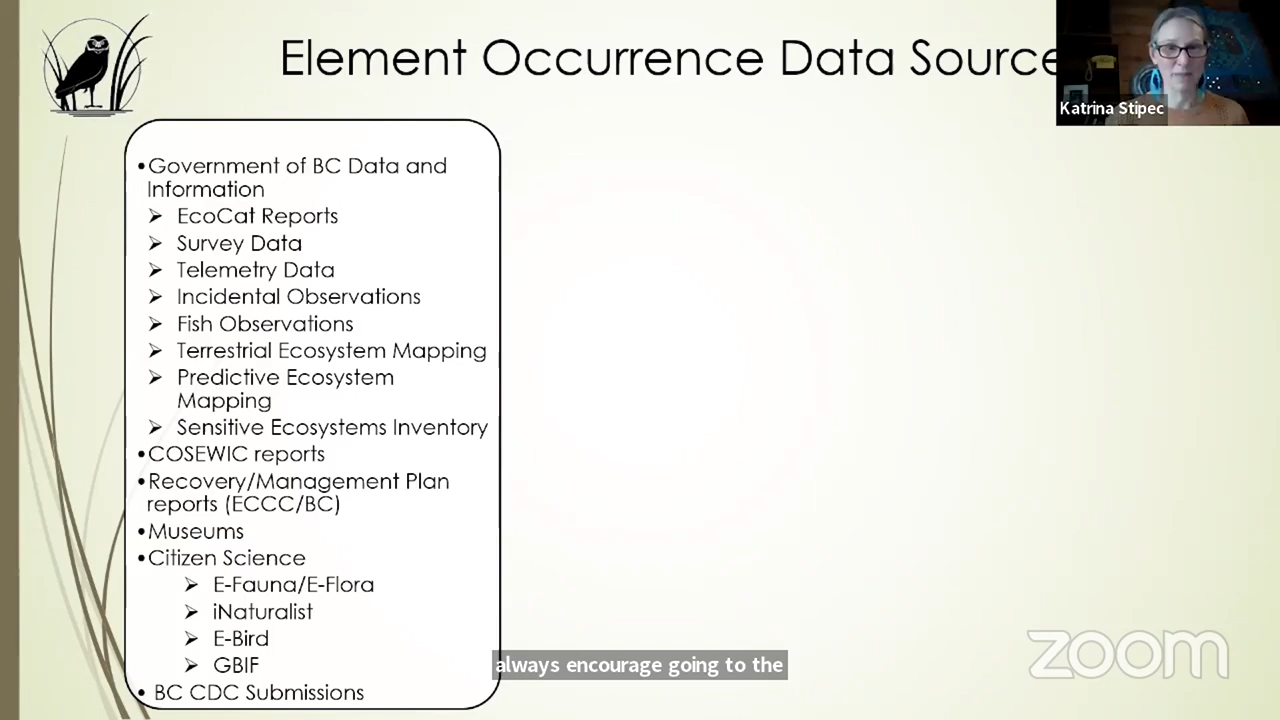 Element Occurrence Data Source
Katrina Stipec
•Government of BC Data and
Information
➢ EcoCat Reports
➢ Survey Data
➢ Telemetry Data
➢ Incidental Observations
➢ Fish Observations
➢ Terrestrial Ecosystem Mapping
➢ Predictive Ecosystem
Mapping
➢ Sensitive Ecosystems Inventory
•COSEWIC reports
•Recovery/Management Plan
reports (ECCC/BC)
•Museums
•Citizen Science
➢ E-Fauna/E-Flora
➢ iNaturalist
➢ E-Bird
➢ GBIF
• BC CDC Submissions
always encourage going to the
zoom